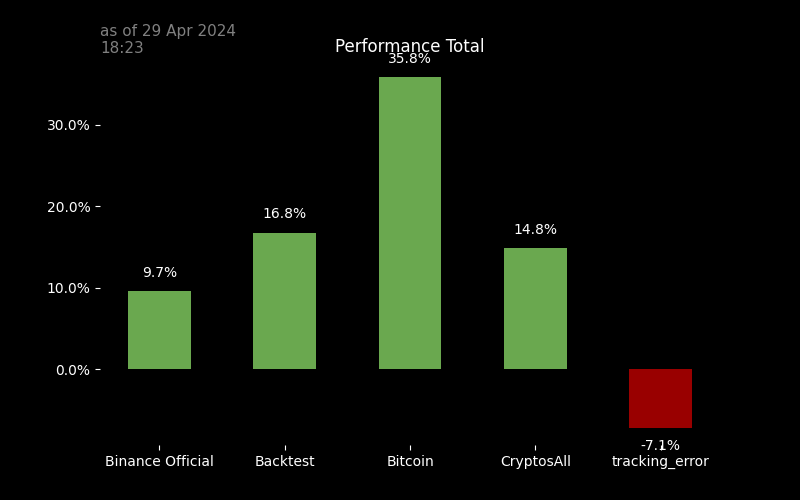 as of 29 Apr 2024
18:23
Performance Total
35.8%
30.0%
20.0%
16.8%
14.8%
10.0%
9.7%
0.0%
-7.1%
Binance Official
Backtest
Bitcoin
CryptosAll
tracking_error